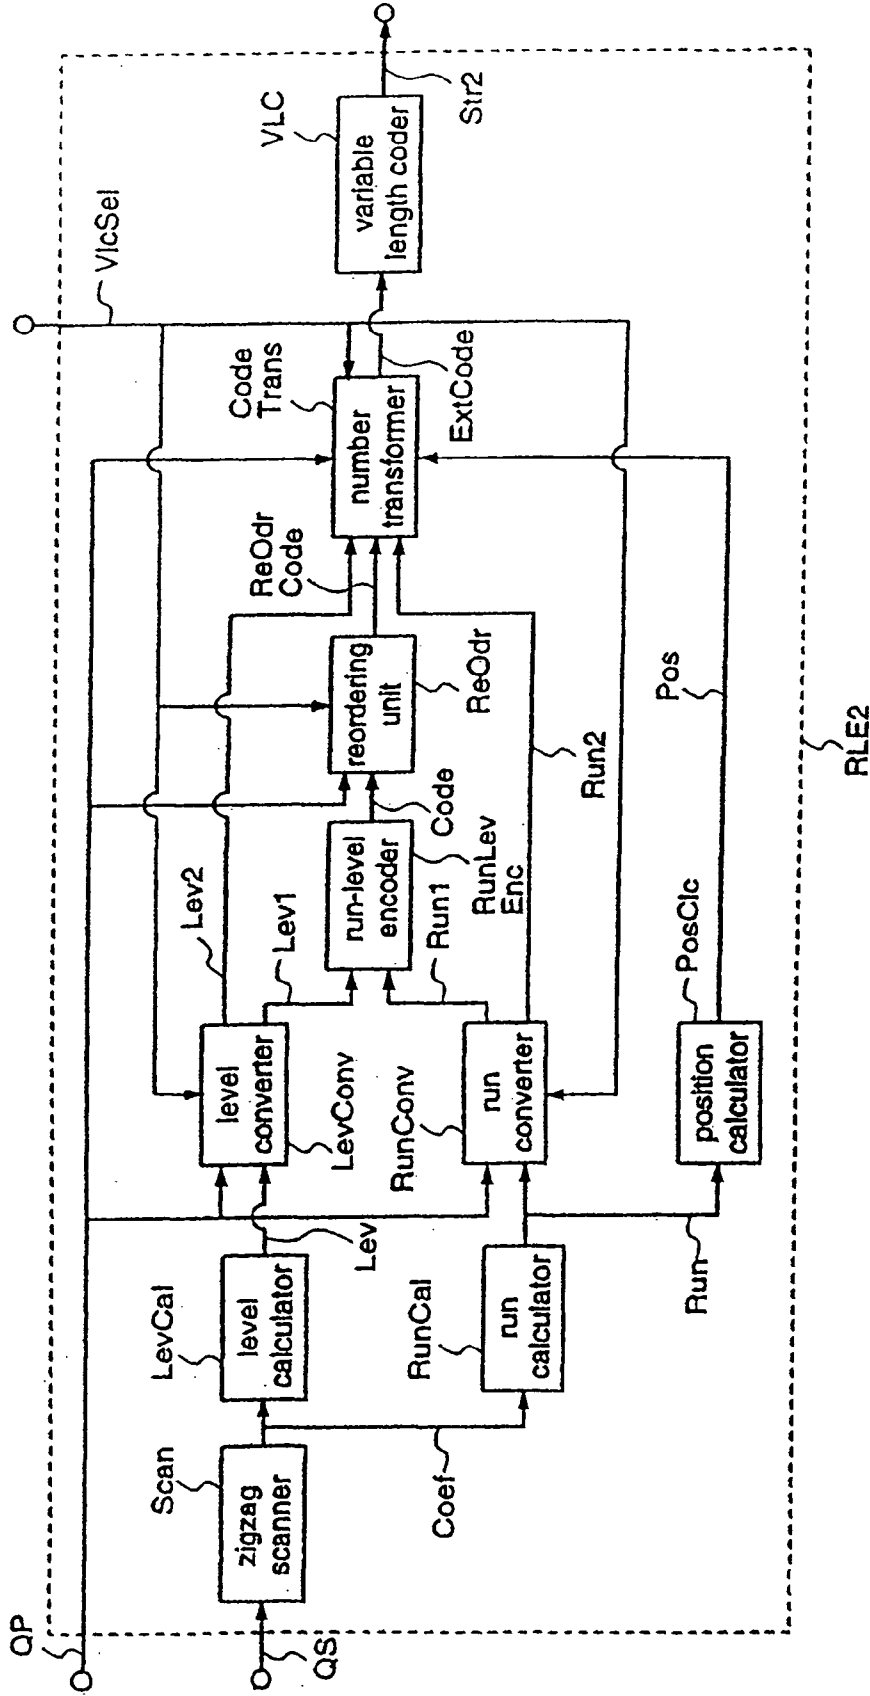 QP
QS
Scan
zigzag
scanner
Coef
LevCal
level
calculator
Lev
RunCal
run
calculator
Run
level
converter
LevConv
RunConv
run
converter
position
calculator
PosClc
Lev2
Lev1
Run1
run-level
encoder
RunLev
Enc
Code
reordering
unit
ReOdr
ReOdr
Code
Run2
Pos
number
transformer
Code
Trans
ExtCode
VlcSel
variable
length coder
VLC
Str2
RLE2